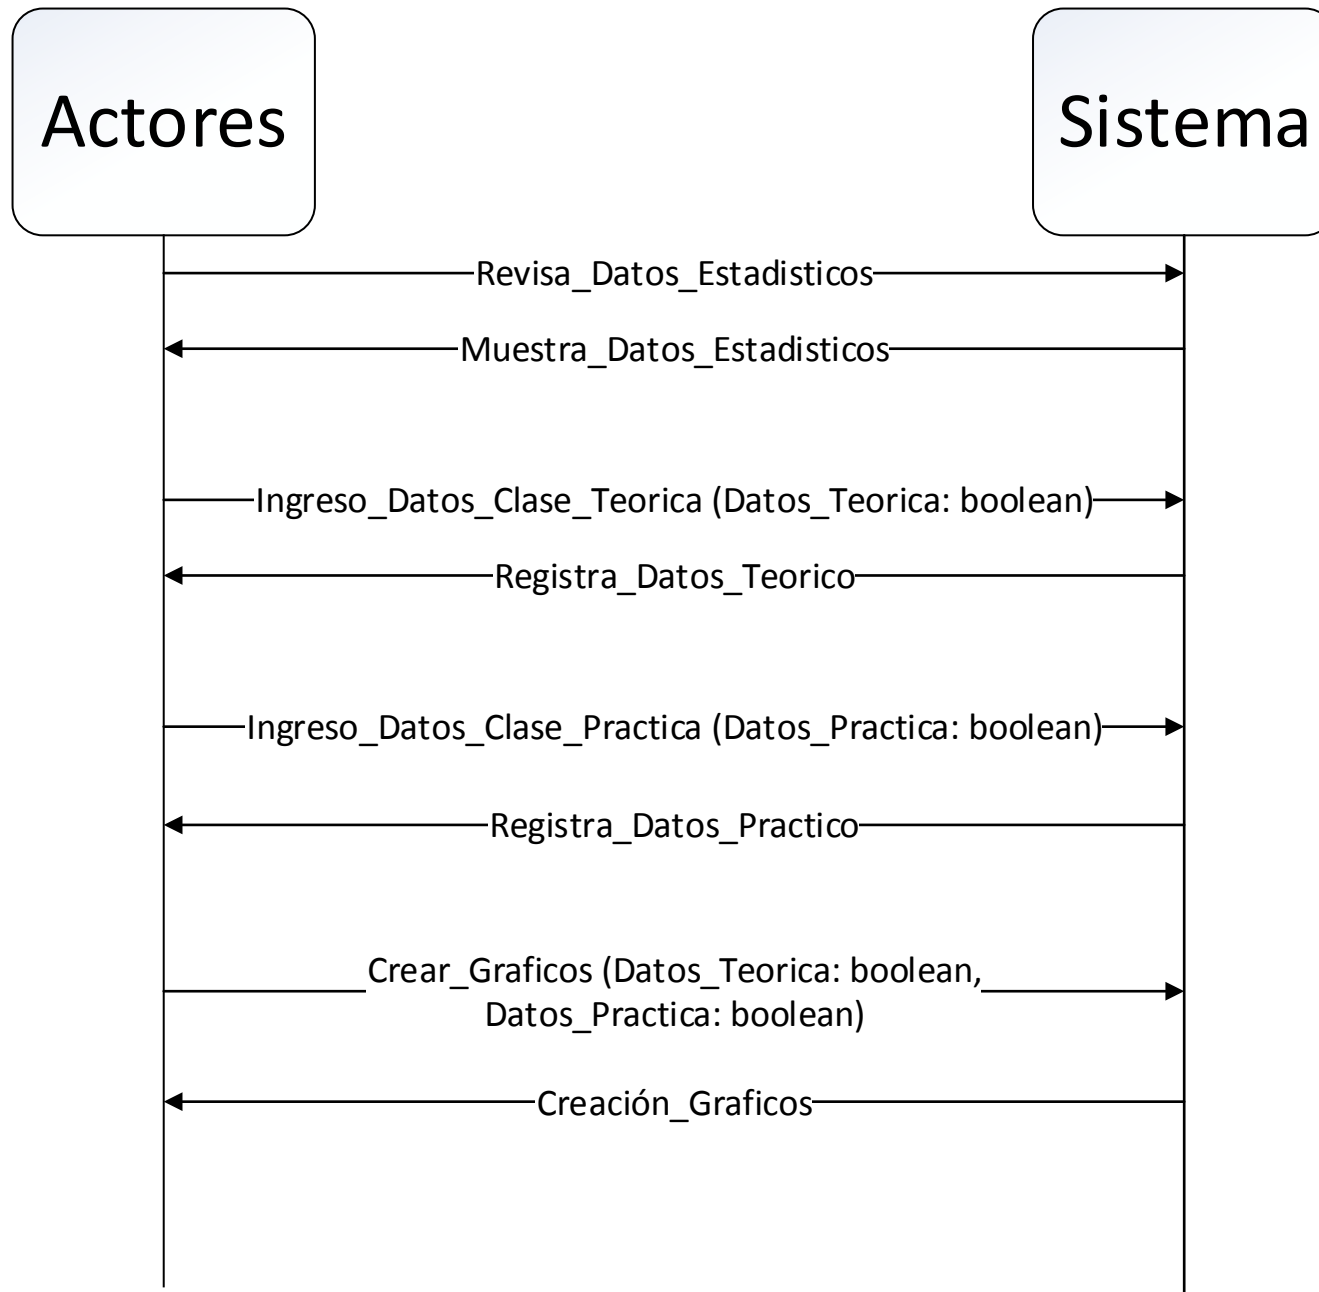 Actores
Sistema
Revisa_Datos_Estadisticos
Muestra_Datos_Estadisticos
Ingreso_Datos_Clase_Teorica (Datos_Teorica: boolean)
Registra_Datos_Teorico
Ingreso_Datos_Clase_Practica (Datos_Practica: boolean)
Registra_Datos_Practico
Crear_Graficos (Datos_Teorica: boolean,
Datos_Practica: boolean)
Creación_Graficos